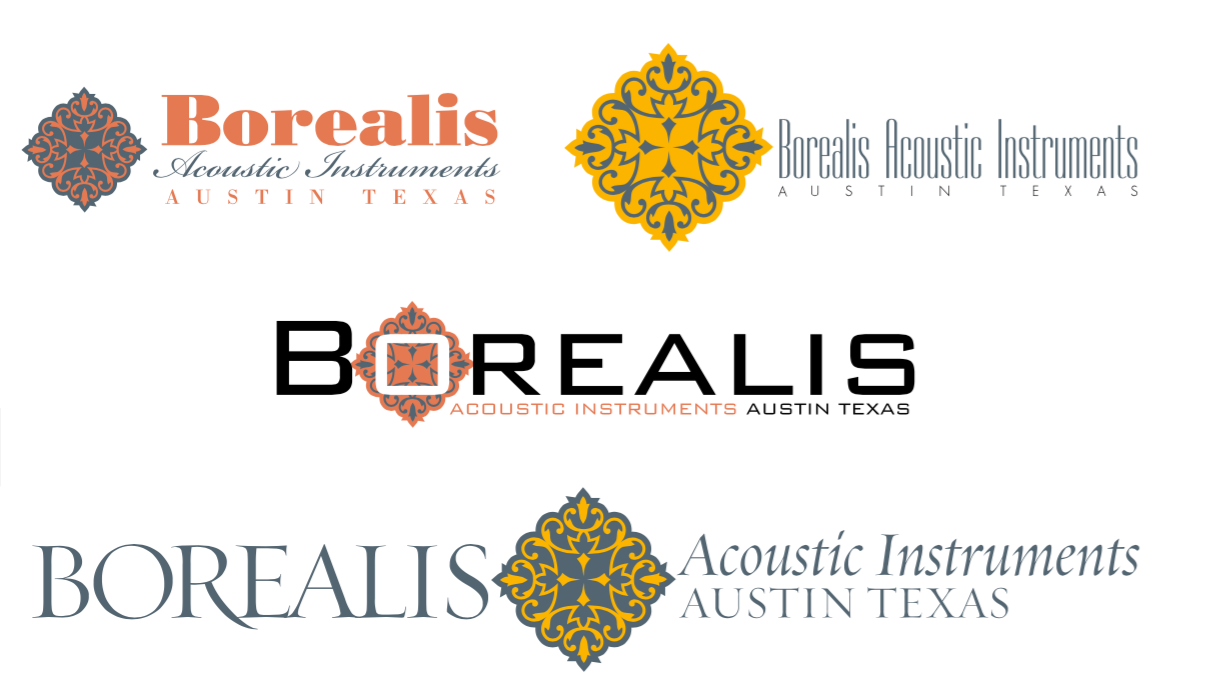 Borealis
Acoustic Instruments
AUSTIN TEXAS
Borealis Acoustic Instruments
AUSTIN TEXAS
BOREALIS
ACOUSTIC INSTRUMENTS AUSTIN TEXAS
BOREALIS
Acoustic Instruments
AUSTIN TEXAS